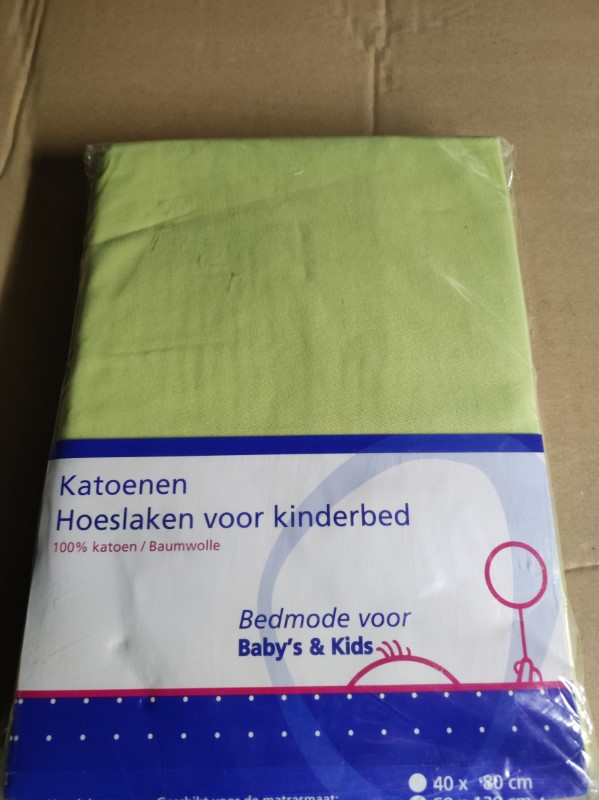 Katoenen
Hoeslaken voor kinderbed
100% katoen / Baumwolle
Bedmode voor
Baby's & Kids
40 x 80 cm